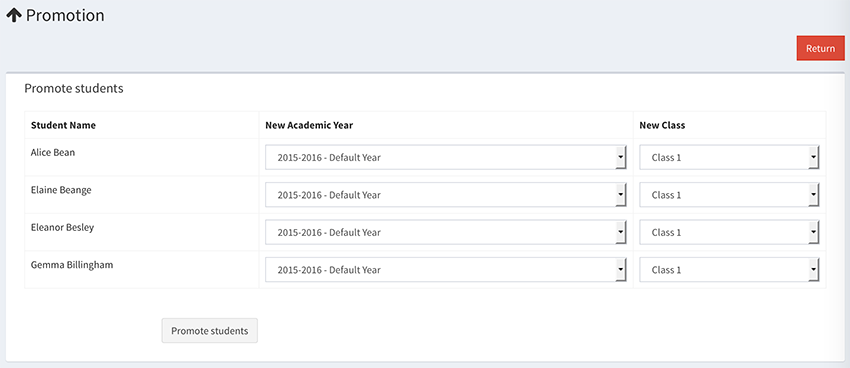 Promotion
Return
Promote students
Student Name New Academic Year New Class
Alice Bean 2015-2016 - Default Year Class 1
Elaine Beange 2015-2016 - Default Year Class 1
Eleanor Besley 2015-2016 - Default Year Class 1
Gemma Billingham 2015-2016 - Default Year Class 1
Promote students